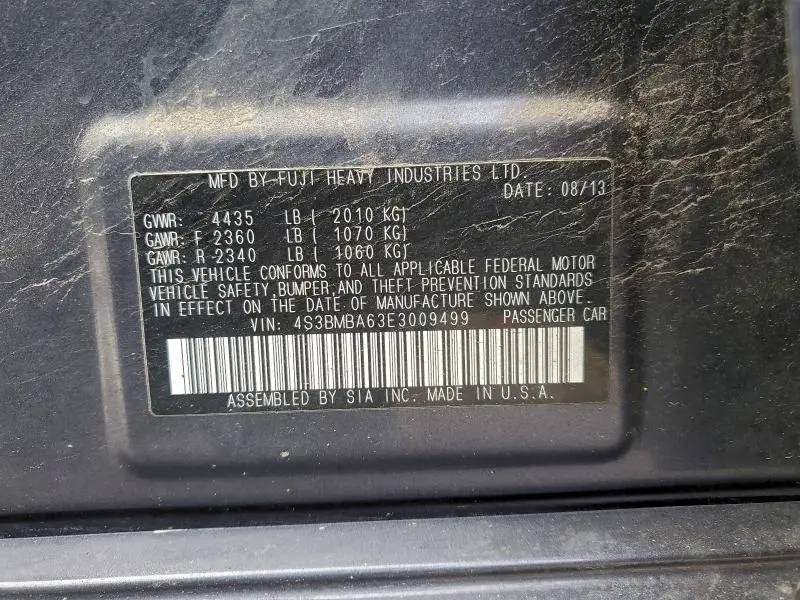 MFD BY FUJI HEAVY INDUSTRIES LTD.
DATE: 08/13
GVWR: 4435 LB ( 2010 KG)
GAWR: F 2360 LB ( 1070 KG)
GAWR: R 2340 LB ( 1060 KG)
THIS VEHICLE CONFORMS TO ALL APPLICABLE FEDERAL MOTOR
VEHICLE SAFETY, BUMPER, AND THEFT PREVENTION STANDARDS
IN EFFECT ON THE DATE OF MANUFACTURE SHOWN ABOVE.
VIN: 4S3BMBA63E3009499 PASSENGER CAR
ASSEMBLED BY SIA INC. MADE IN U.S.A.